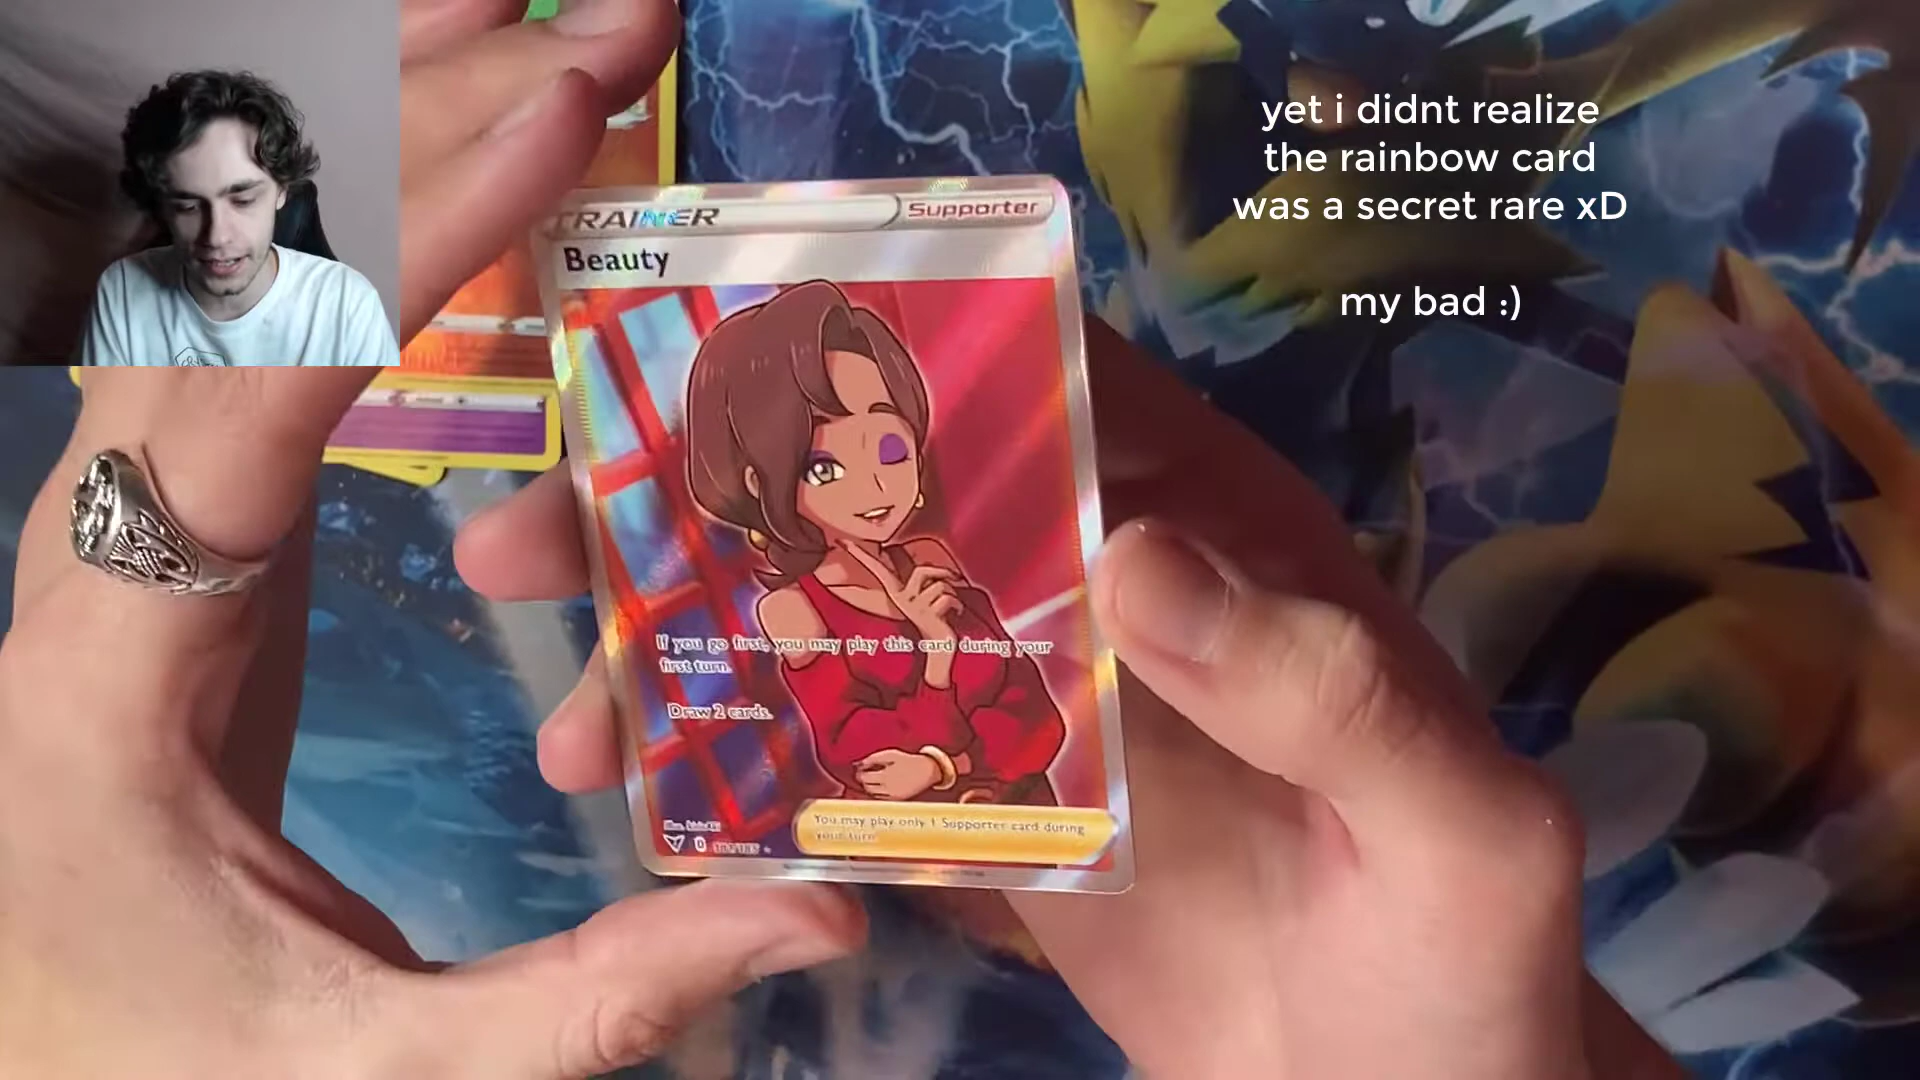 yet i didnt realize
the rainbow card
was a secret rare xD
my bad :)
TRAINER
Supporter
Beauty
If you go first, you may play this card during your
first turn.
Draw 2 cards.
You may play only 1 Supporter card during
your turn.
Illus.